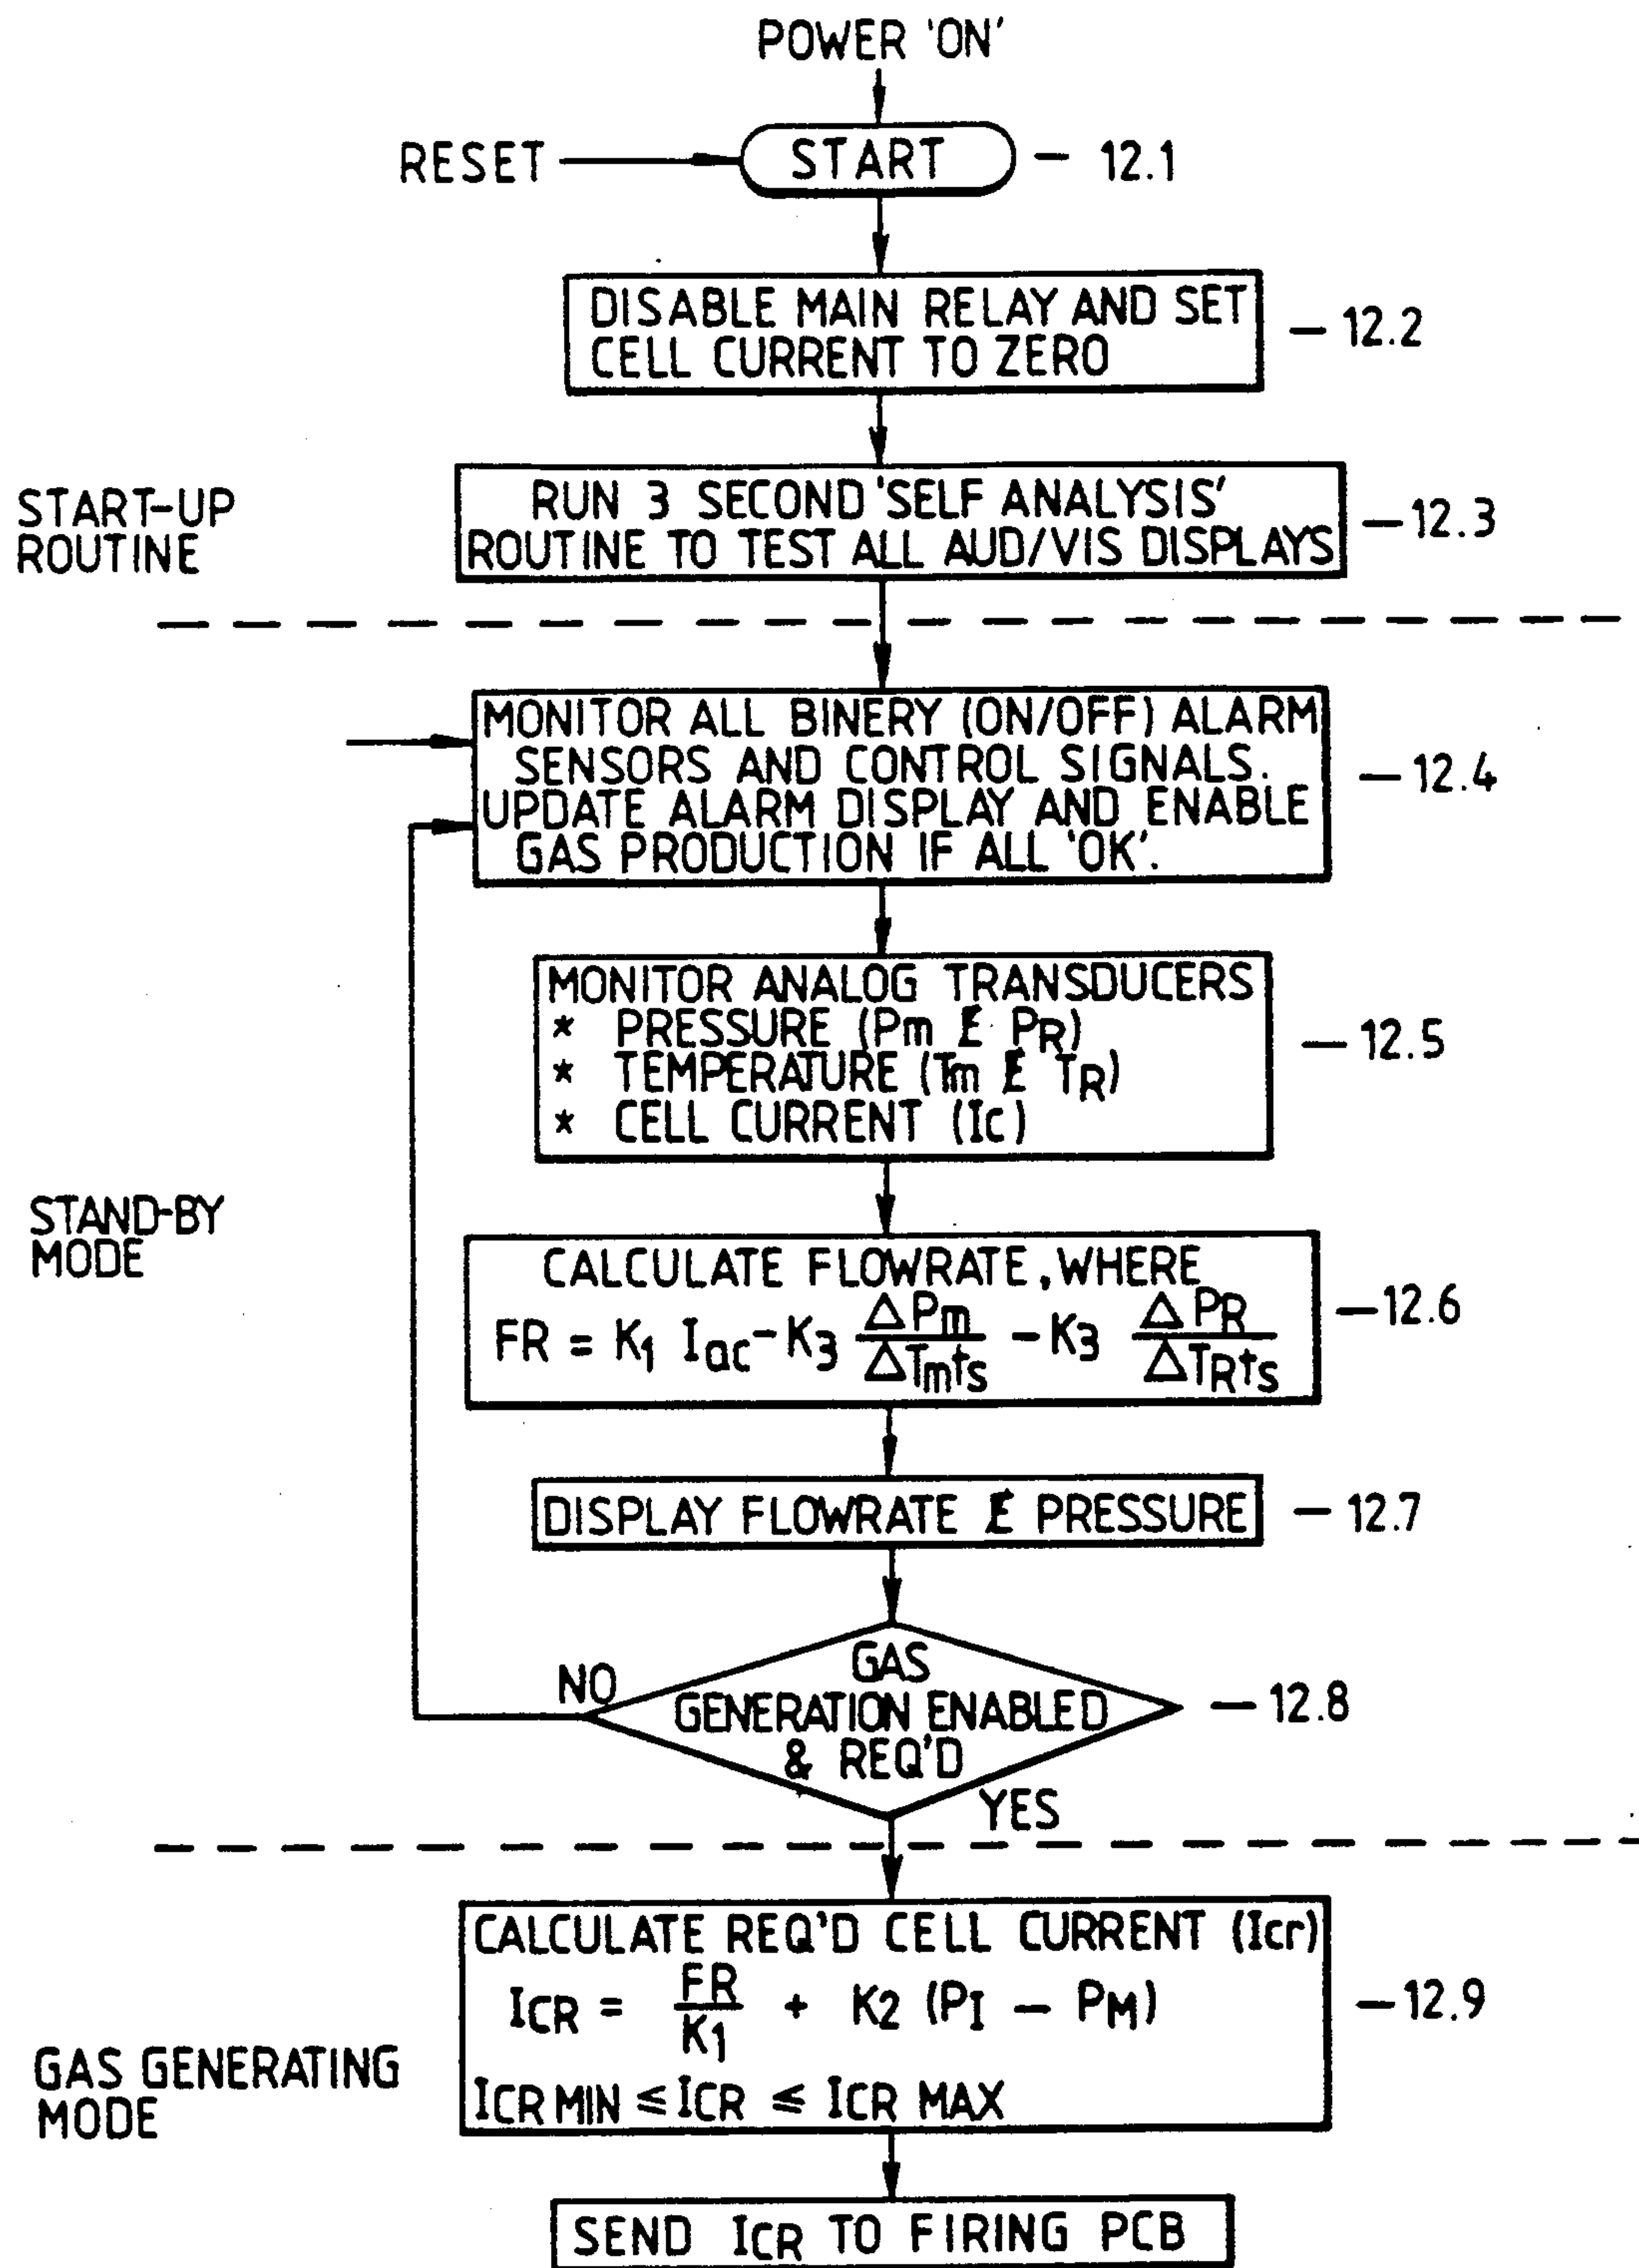 POWER 'ON'
RESET
START
— 12.1
DISABLE MAIN RELAY AND SET
CELL CURRENT TO ZERO
— 12.2
START-UP
ROUTINE
RUN 3 SECOND 'SELF ANALYSIS'
ROUTINE TO TEST ALL AUD/VIS DISPLAYS
— 12.3
MONITOR ALL BINERY (ON/OFF) ALARM
SENSORS AND CONTROL SIGNALS.
UPDATE ALARM DISPLAY AND ENABLE
GAS PRODUCTION IF ALL 'OK'.
— 12.4
MONITOR ANALOG TRANSDUCERS
* PRESSURE (Pm & PR)
* TEMPERATURE (Tm & TR)
* CELL CURRENT (Ic)
— 12.5
STAND-BY
MODE
CALCULATE FLOWRATE, WHERE
FR = K1 Iac - K3 ΔPm/ΔTmts - K3 ΔPR/ΔTRts
— 12.6
DISPLAY FLOWRATE & PRESSURE
— 12.7
NO
GAS
GENERATION ENABLED
& REQ'D
— 12.8
YES
CALCULATE REQ'D CELL CURRENT (Icr)
ICR = FR/K1 + K2 (PI - PM)
ICR MIN ≤ ICR ≤ ICR MAX
— 12.9
GAS GENERATING
MODE
SEND ICR TO FIRING PCB